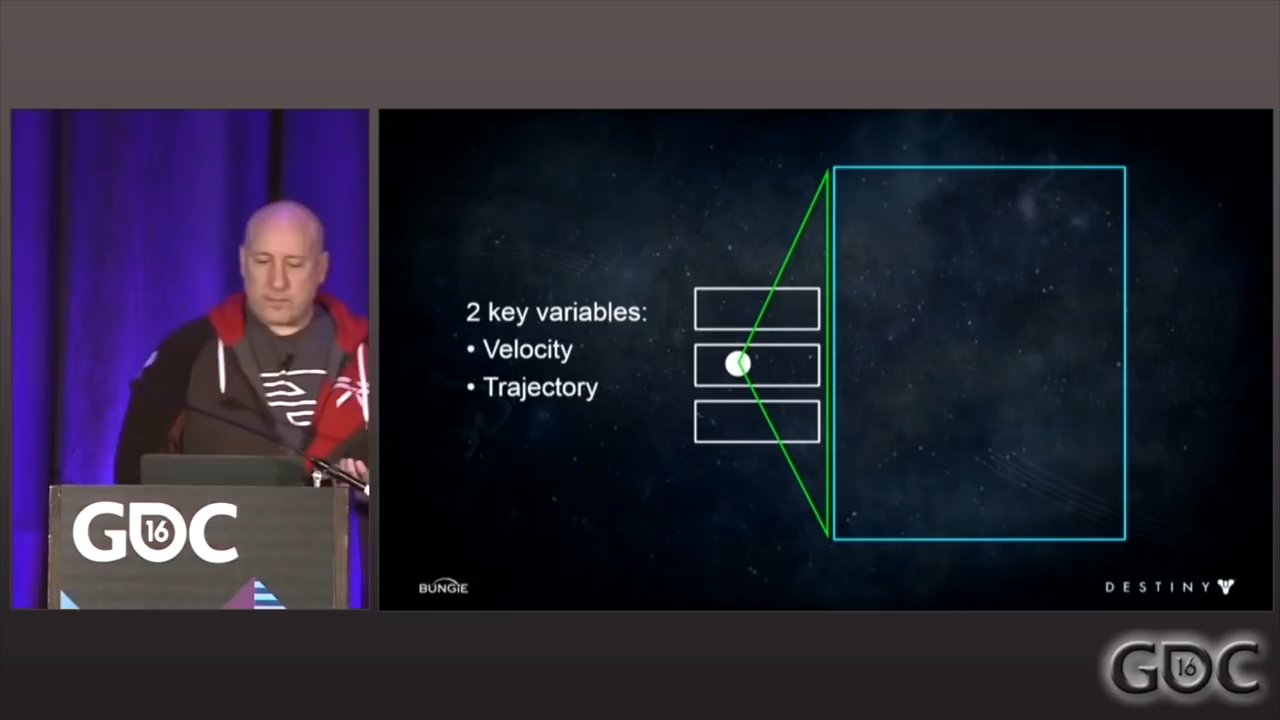 2 key variables:
• Velocity
• Trajectory
BUNGIE
DESTINY
GDC 16
GDC 16